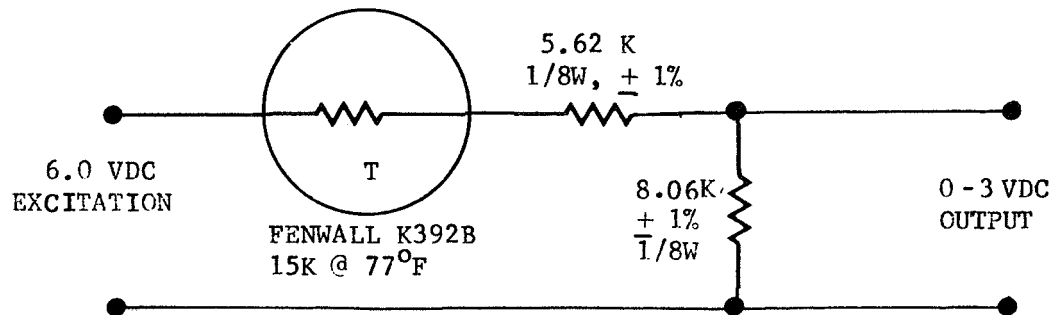 5.62 K
1/8W, ± 1%
6.0 VDC
EXCITATION
T
FENWALL K392B
15K @ 77°F
8.06K
± 1%
1/8W
0-3 VDC
OUTPUT